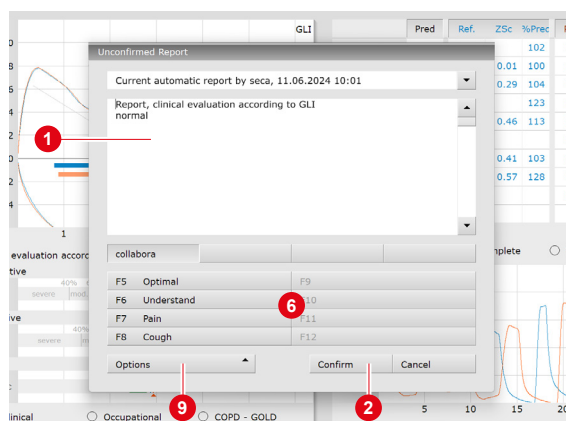 GLI
Pred Ref. ZSc %Prec
Unconfirmed Report
102
Current automatic report by seca, 11.06.2024 10:01
0.01 100
0.29 104
Report, clinical evaluation according to GLI
normal
123
0.46 113
1
0.41 103
0.57 128
1
evaluation accord
collabora
mplete
tive
40%
severe mod.
F5 Optimal F9
F6 Understand F10
6
F7 Pain F11
F8 Cough F12
ive
40%
severe
Options Confirm Cancel
9 2
linical Occupational COPD - GOLD
5 10 15 20